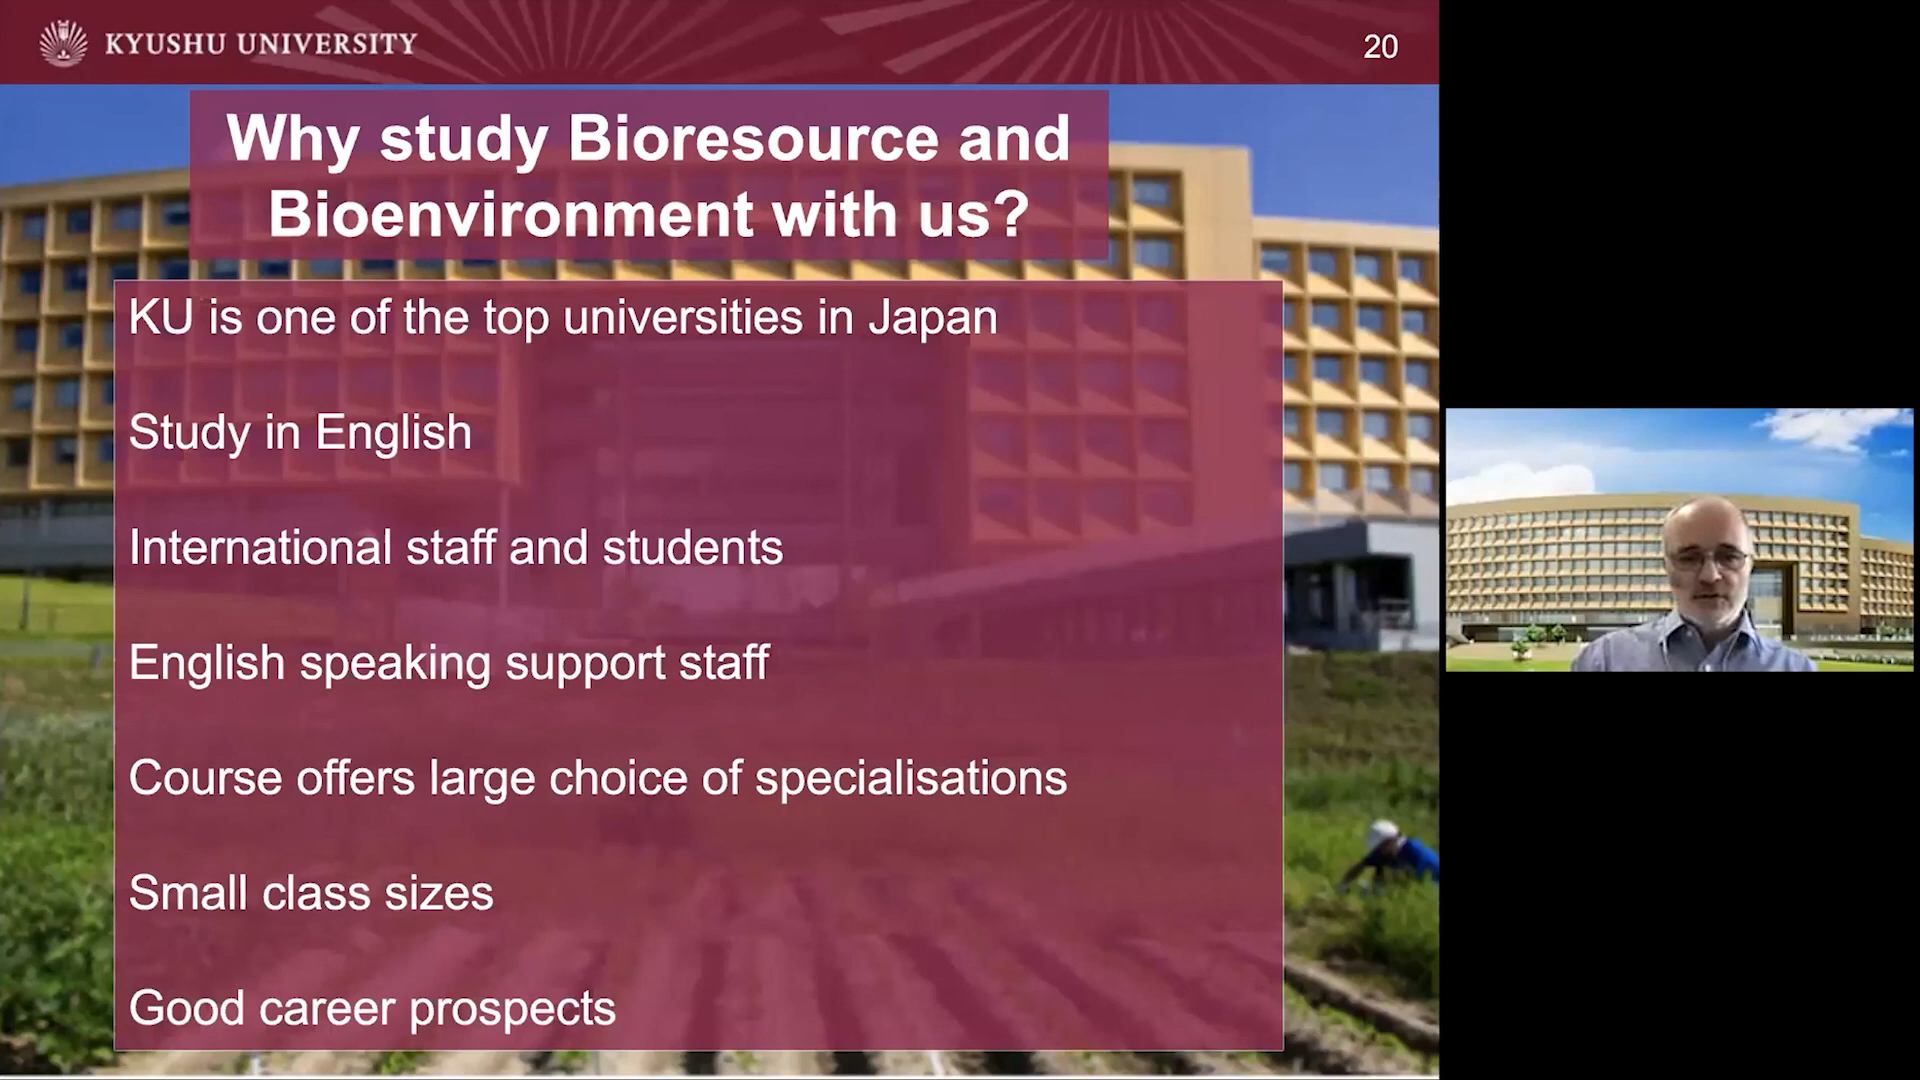 KYUSHU UNIVERSITY
20
Why study Bioresource and
Bioenvironment with us?
KU is one of the top universities in Japan
Study in English
International staff and students
English speaking support staff
Course offers large choice of specialisations
Small class sizes
Good career prospects